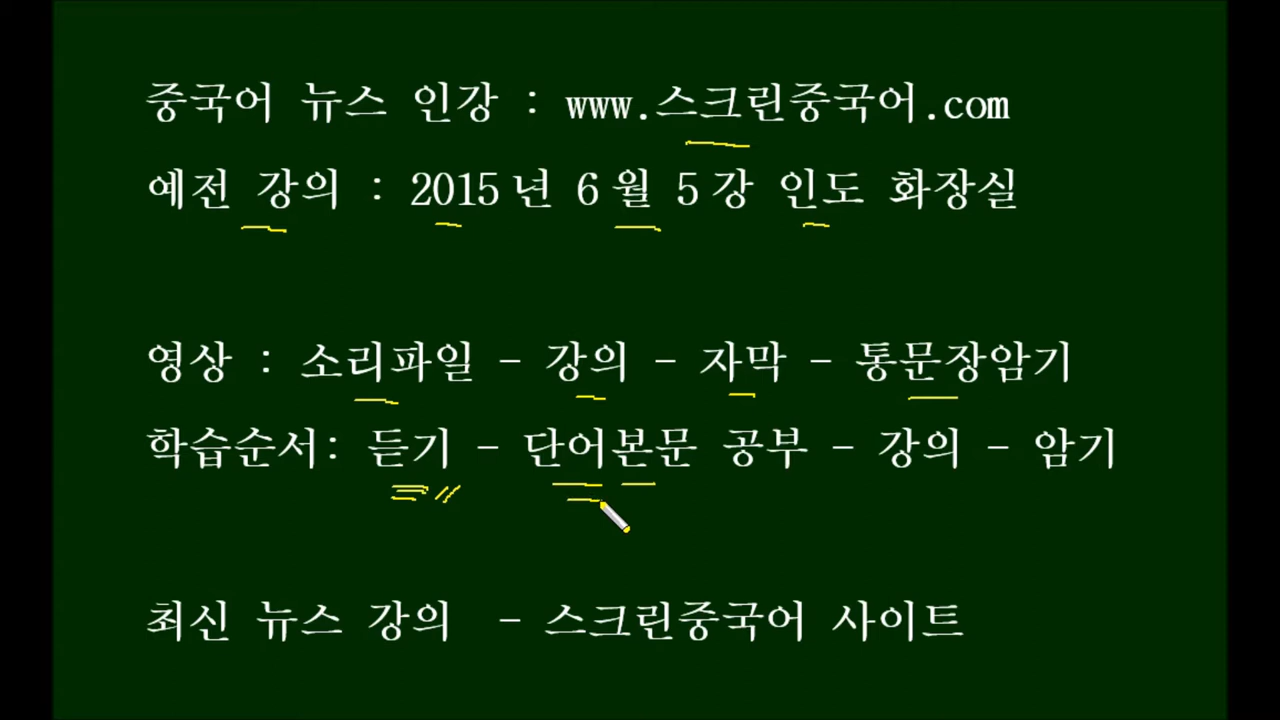 중국어 뉴스 인강 : www.스크린중국어.com
예전 강의 : 2015년 6월 5강 인도 화장실
영상 : 소리파일 - 강의 - 자막 - 통문장암기
학습순서: 듣기 - 단어본문 공부 - 강의 - 암기
최신 뉴스 강의 - 스크린중국어 사이트